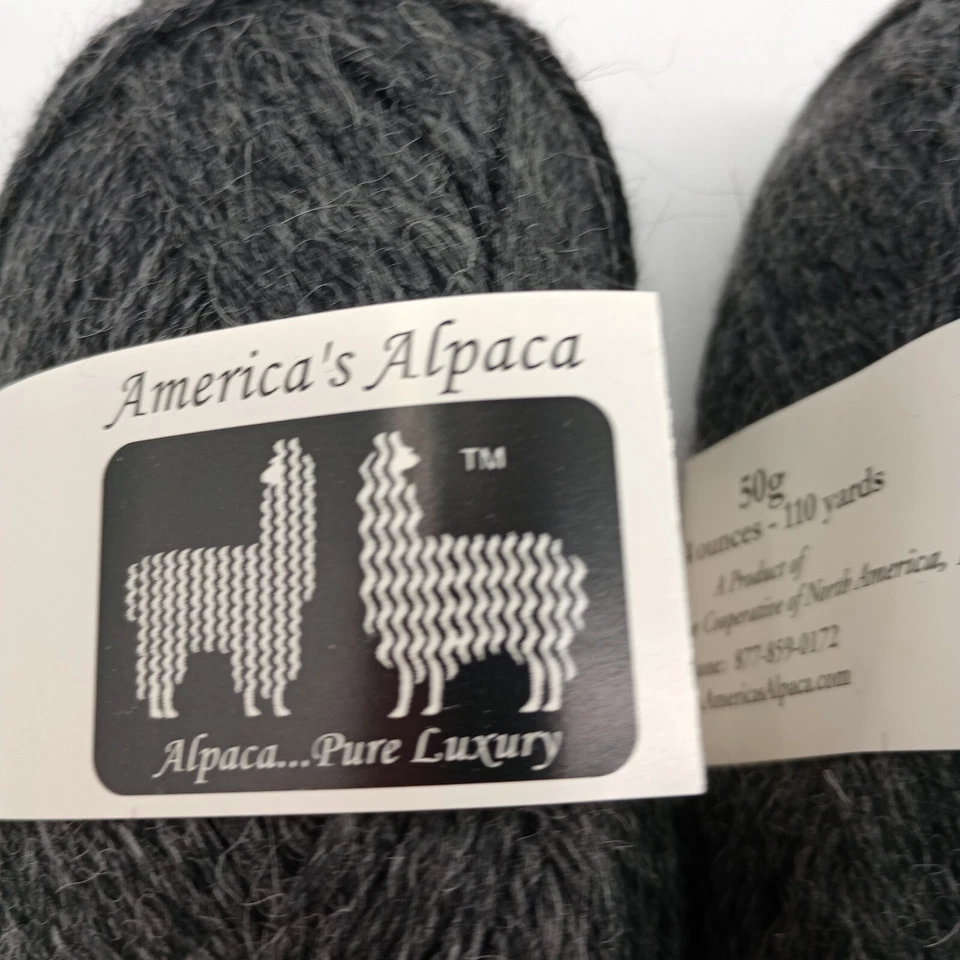 America's Alpaca
TM
Alpaca...Pure Luxury
50g
ounces - 110 yards
A Product of
Cooperative of North America,
877-859-0172
AmericasAlpaca.com